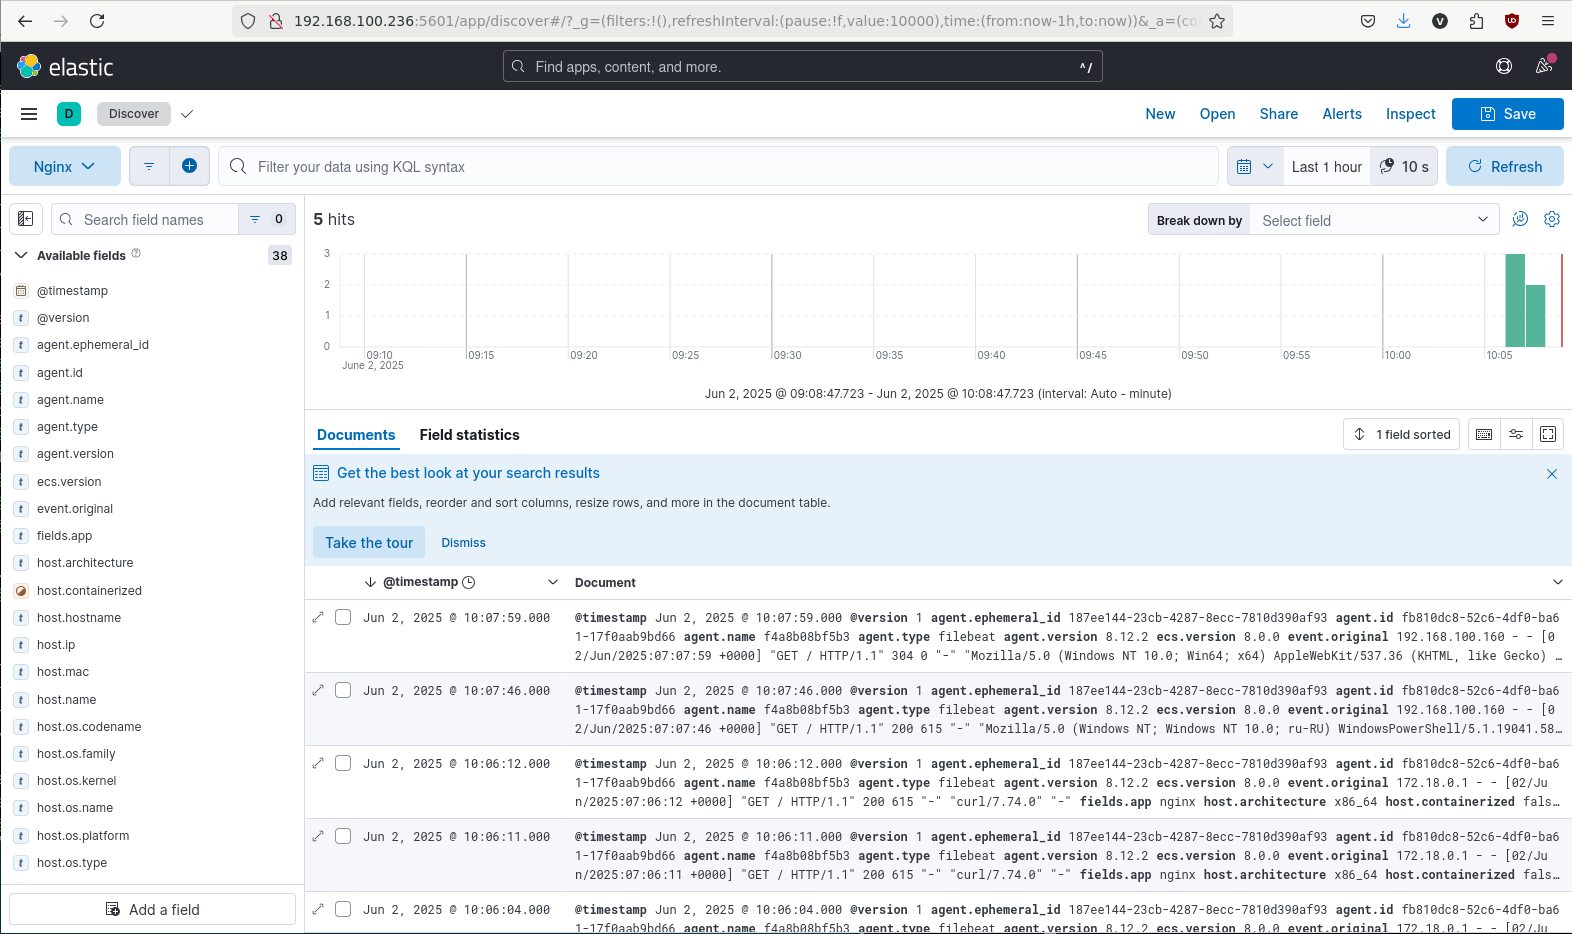 192.168.100.236:5601/app/discover#/?_g=(filters:!(),refreshInterval:(pause:!f,value:10000),time:(from:now-1h,to:now))&_a=(co
elastic
Find apps, content, and more.
^/
D
Discover
New
Open
Share
Alerts
Inspect
Save
Nginx
Filter your data using KQL syntax
Last 1 hour
10 s
Refresh
Search field names
0
Available fields
38
@timestamp
@version
agent.ephemeral_id
agent.id
agent.name
agent.type
agent.version
ecs.version
event.original
fields.app
host.architecture
host.containerized
host.hostname
host.ip
host.mac
host.name
host.os.codename
host.os.family
host.os.kernel
host.os.name
host.os.platform
host.os.type
Add a field
5 hits
Break down by
Select field
3
2
1
0
09:10
09:15
09:20
09:25
09:30
09:35
09:40
09:45
09:50
09:55
10:00
10:05
June 2, 2025
Jun 2, 2025 @ 09:08:47.723 - Jun 2, 2025 @ 10:08:47.723 (interval: Auto - minute)
Documents
Field statistics
1 field sorted
Get the best look at your search results
Add relevant fields, reorder and sort columns, resize rows, and more in the document table.
Take the tour
Dismiss
@timestamp
Document
Jun 2, 2025 @ 10:07:59.000
@timestamp Jun 2, 2025 @ 10:07:59.000 @version 1 agent.ephemeral_id 187ee144-23cb-4287-8ecc-7810d390af93 agent.id fb810dc8-52c6-4df0-ba6
1-17f0aab9bd66 agent.name f4a8b08bf5b3 agent.type filebeat agent.version 8.12.2 ecs.version 8.0.0 event.original 192.168.100.160 - - [0
2/Jun/2025:07:07:59 +0000] "GET / HTTP/1.1" 304 0 "-" "Mozilla/5.0 (Windows NT 10.0; Win64; x64) AppleWebKit/537.36 (KHTML, like Gecko) …
Jun 2, 2025 @ 10:07:46.000
@timestamp Jun 2, 2025 @ 10:07:46.000 @version 1 agent.ephemeral_id 187ee144-23cb-4287-8ecc-7810d390af93 agent.id fb810dc8-52c6-4df0-ba6
1-17f0aab9bd66 agent.name f4a8b08bf5b3 agent.type filebeat agent.version 8.12.2 ecs.version 8.0.0 event.original 192.168.100.160 - - [0
2/Jun/2025:07:07:46 +0000] "GET / HTTP/1.1" 200 615 "-" "Mozilla/5.0 (Windows NT; Windows NT 10.0; ru-RU) WindowsPowerShell/5.1.19041.58…
Jun 2, 2025 @ 10:06:12.000
@timestamp Jun 2, 2025 @ 10:06:12.000 @version 1 agent.ephemeral_id 187ee144-23cb-4287-8ecc-7810d390af93 agent.id fb810dc8-52c6-4df0-ba6
1-17f0aab9bd66 agent.name f4a8b08bf5b3 agent.type filebeat agent.version 8.12.2 ecs.version 8.0.0 event.original 172.18.0.1 - - [02/Ju
n/2025:07:06:12 +0000] "GET / HTTP/1.1" 200 615 "-" "curl/7.74.0" "-" fields.app nginx host.architecture x86_64 host.containerized fals…
Jun 2, 2025 @ 10:06:11.000
@timestamp Jun 2, 2025 @ 10:06:11.000 @version 1 agent.ephemeral_id 187ee144-23cb-4287-8ecc-7810d390af93 agent.id fb810dc8-52c6-4df0-ba6
1-17f0aab9bd66 agent.name f4a8b08bf5b3 agent.type filebeat agent.version 8.12.2 ecs.version 8.0.0 event.original 172.18.0.1 - - [02/Ju
n/2025:07:06:11 +0000] "GET / HTTP/1.1" 200 615 "-" "curl/7.74.0" "-" fields.app nginx host.architecture x86_64 host.containerized fals…
Jun 2, 2025 @ 10:06:04.000
@timestamp Jun 2, 2025 @ 10:06:04.000 @version 1 agent.ephemeral_id 187ee144-23cb-4287-8ecc-7810d390af93 agent.id fb810dc8-52c6-4df0-ba6
1-17f0aab9bd66 agent.name f4a8b08bf5b3 agent.type filebeat agent.version 8.12.2 ecs.version 8.0.0 event.original 172.18.0.1 - - [02/Ju